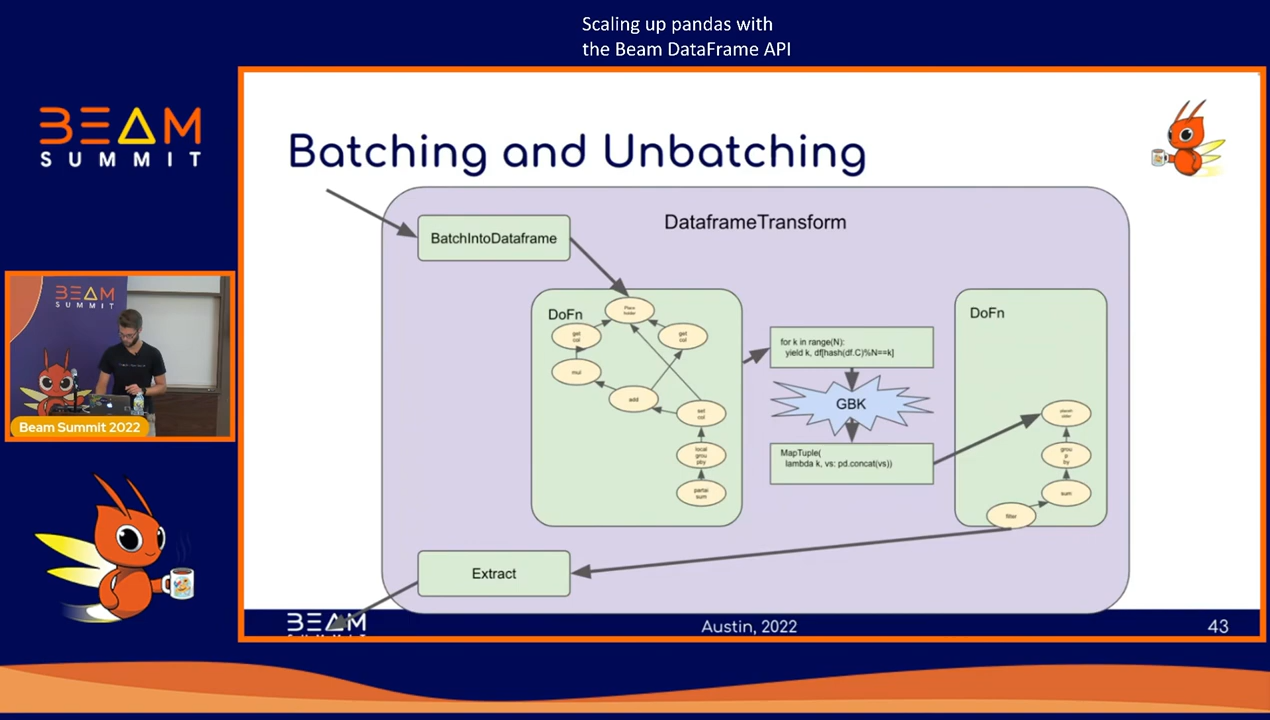 Scaling up pandas with
the Beam DataFrame API
BEAM
SUMMIT
Batching and Unbatching
DataframeTransform
BatchIntoDataframe
DoFn
Place
holder
get
col
get
col
mul
add
set
col
local
grou
pby
partial
sum
for k in range(N):
yield k, df[hash(df.C)%N==k]
GBK
MapTuple(
lambda k, vs: pd.concat(vs))
DoFn
grou
p
by
sum
filter
Extract
BEAM
SUMMIT
Beam Summit 2022
BEAM
Austin, 2022
43